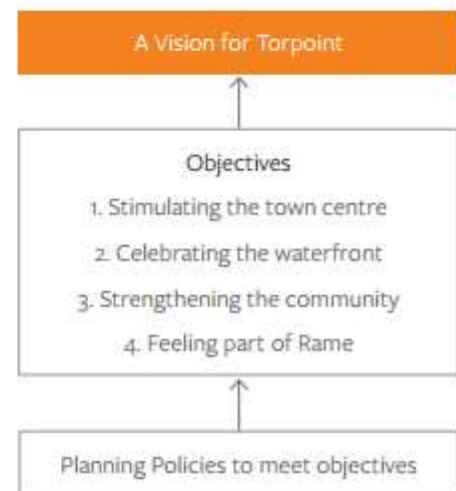 A Vision for Torpoint
Objectives
1. Stimulating the town centre
2. Celebrating the waterfront
3. Strengthening the community
4. Feeling part of Rame
Planning Policies to meet objectives